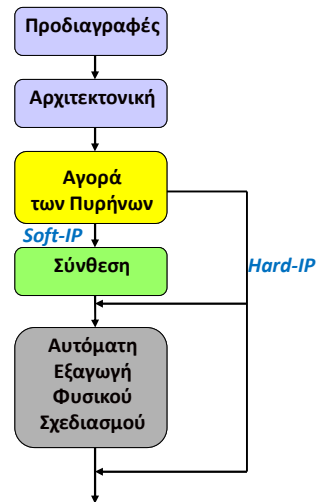 Προδιαγραφές
Αρχιτεκτονική
Αγορά
των Πυρήνων
Soft-IP
Σύνθεση
Hard-IP
Αυτόματη
Εξαγωγή
Φυσικού
Σχεδιασμού